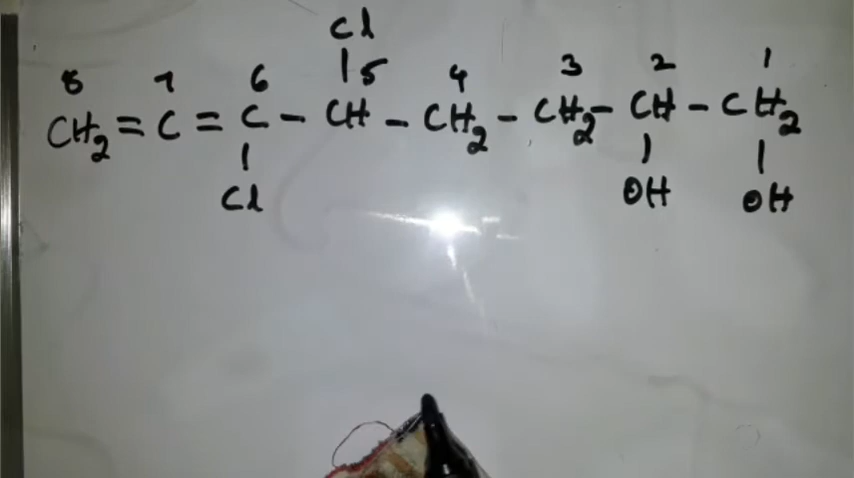 Cl
8 7 6 5 4 3 2 1
CH2 = C = C - CH - CH2 - CH2 - CH - CH2
Cl OH OH